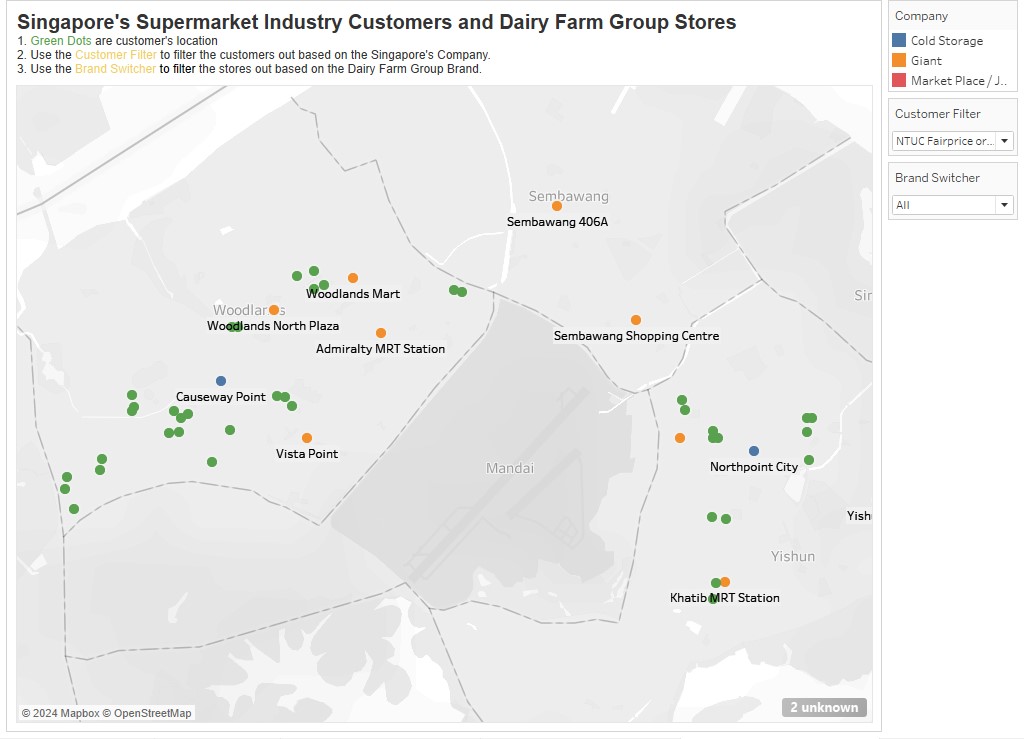 Singapore's Supermarket Industry Customers and Dairy Farm Group Stores
1. Green Dots are customer's location
2. Use the Customer Filter to filter the customers out based on the Singapore's Company.
3. Use the Brand Switcher to filter the stores out based on the Dairy Farm Group Brand.
Company
Cold Storage
Giant
Market Place / J..
Customer Filter
NTUC Fairprice or...
Brand Switcher
All
Sembawang
Sembawang 406A
Woodlands Mart
Sin
Woodlands
Woodlands North Plaza
Sembawang Shopping Centre
Admiralty MRT Station
Causeway Point
Vista Point
Mandai
Northpoint City
Yish
Yishun
Khatib MRT Station
2 unknown
© 2024 Mapbox © OpenStreetMap